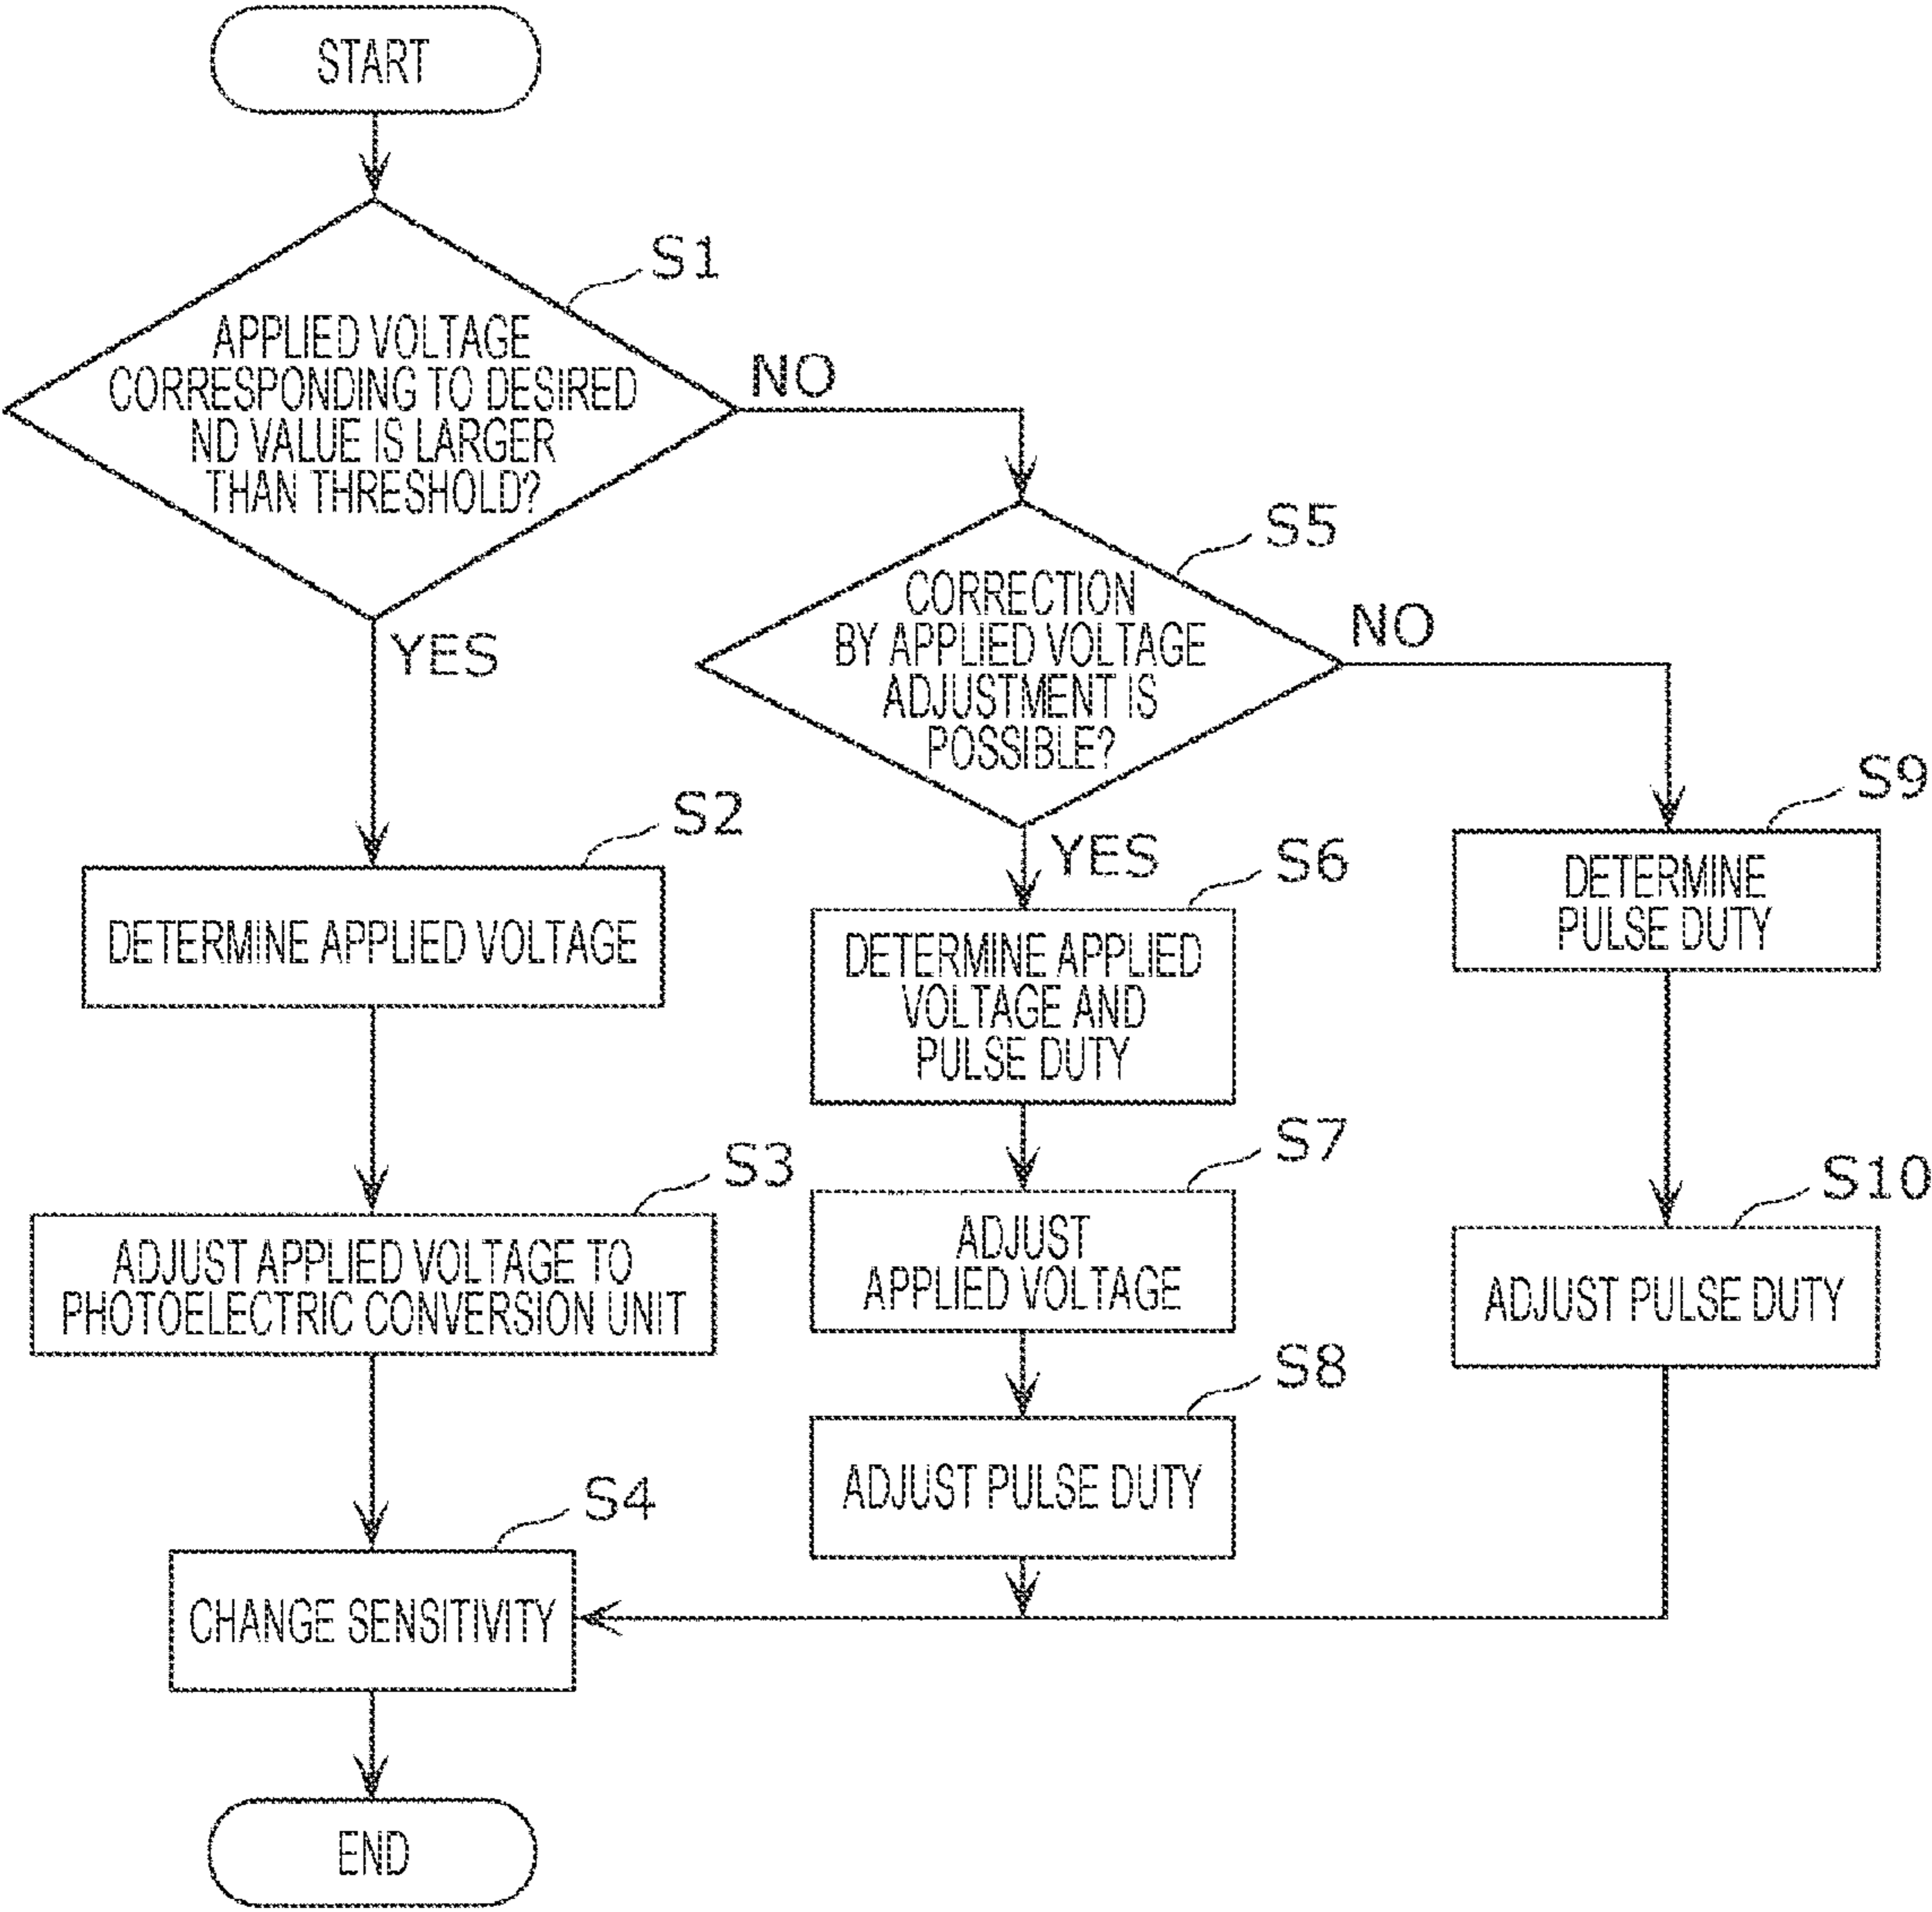 START
S1
APPLIED VOLTAGE
CORRESPONDING TO DESIRED
ND VALUE IS LARGER
THAN THRESHOLD?
NO
YES
S5
CORRECTION
BY APPLIED VOLTAGE
ADJUSTMENT IS
POSSIBLE?
NO
YES
S2
DETERMINE APPLIED VOLTAGE
S6
DETERMINE APPLIED
VOLTAGE AND
PULSE DUTY
S9
DETERMINE
PULSE DUTY
S3
ADJUST APPLIED VOLTAGE TO
PHOTOELECTRIC CONVERSION UNIT
S7
ADJUST
APPLIED VOLTAGE
S10
ADJUST PULSE DUTY
S8
ADJUST PULSE DUTY
S4
CHANGE SENSITIVITY
END